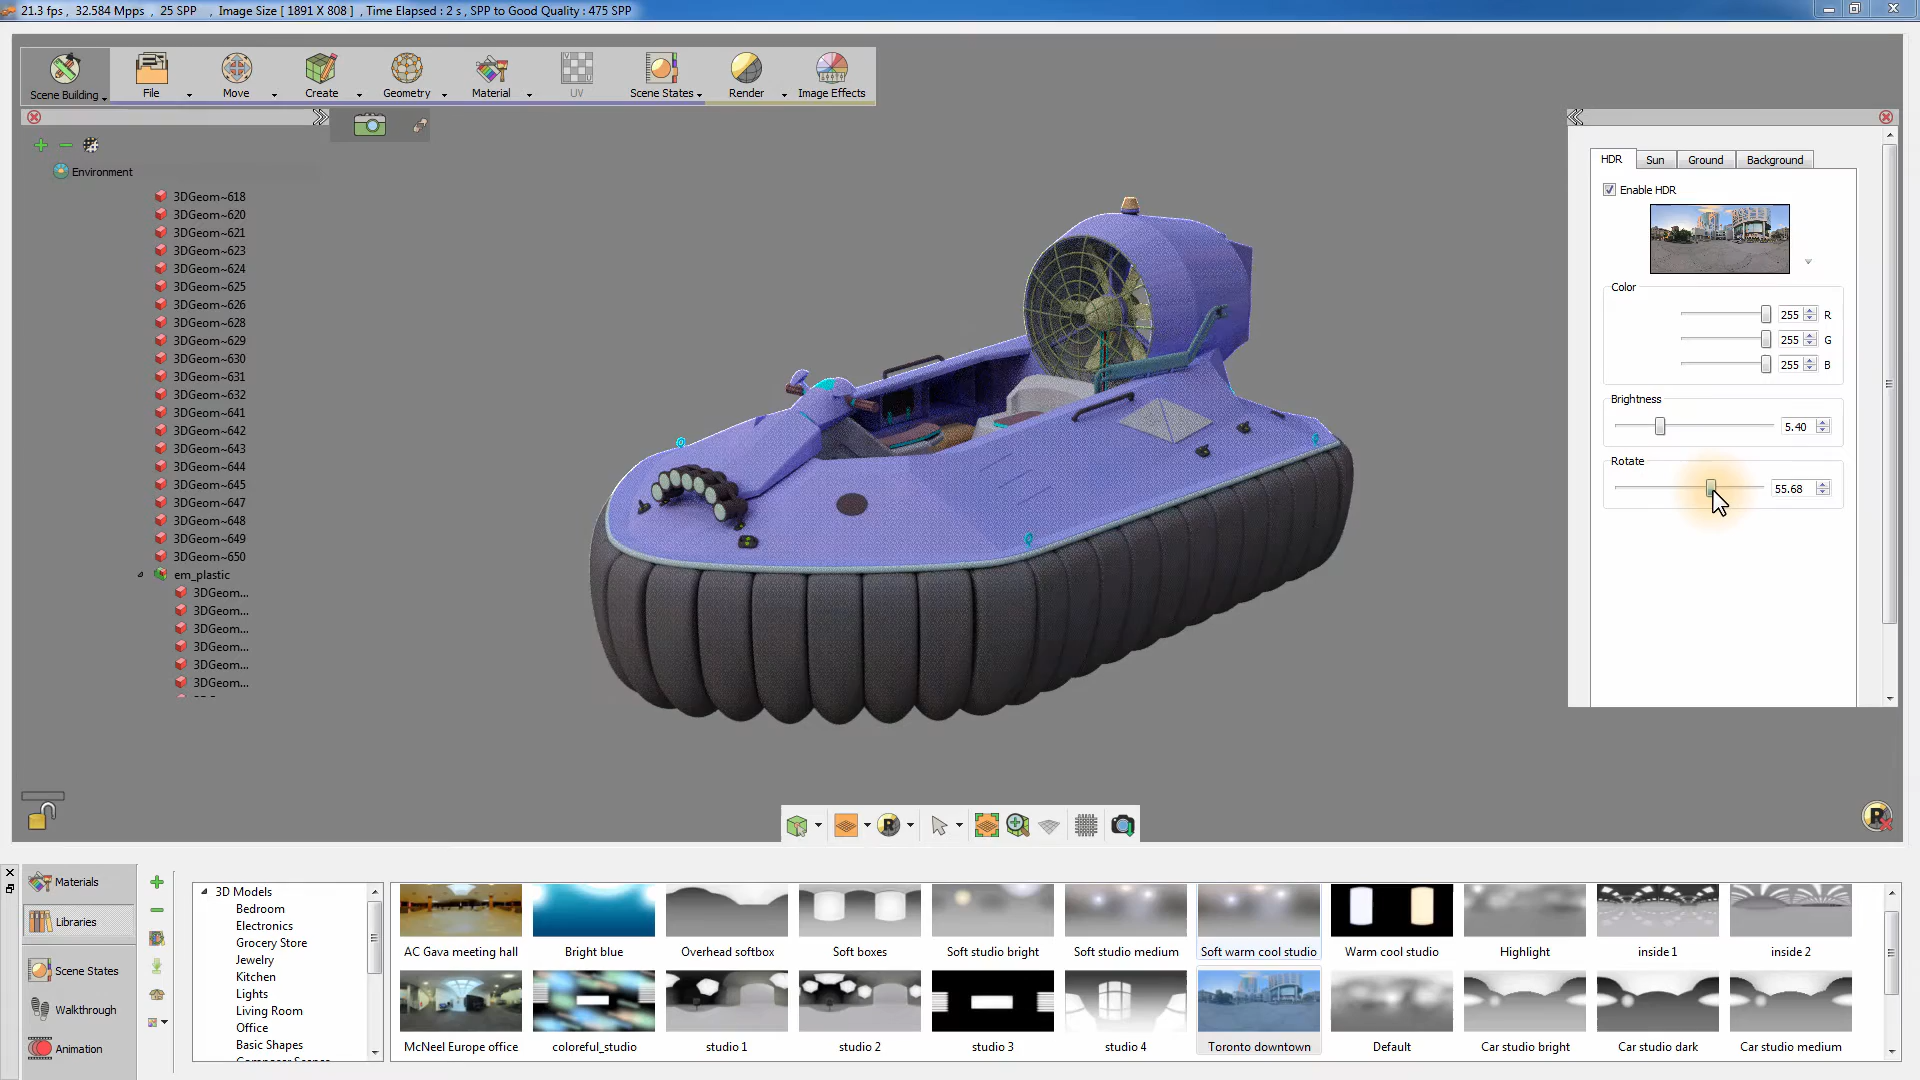 21.3 fps , 32.584 Mpps , 25 SPP , Image Size [ 1891 X 808 ] , Time Elapsed : 2 s , SPP to Good Quality : 475 SPP
Scene Building
File
Move
Create
Geometry
Material
UV
Scene States
Render
Image Effects
Environment
3DGeom~618
3DGeom~620
3DGeom~621
3DGeom~623
3DGeom~624
3DGeom~625
3DGeom~626
3DGeom~628
3DGeom~629
3DGeom~630
3DGeom~631
3DGeom~632
3DGeom~641
3DGeom~642
3DGeom~643
3DGeom~644
3DGeom~645
3DGeom~647
3DGeom~648
3DGeom~649
3DGeom~650
em_plastic
3DGeom...
3DGeom...
3DGeom...
3DGeom...
3DGeom...
3DGeom...
HDR Sun Ground Background
Enable HDR
Color
255 R
255 G
255 B
Brightness
5.40
Rotate
55.68
R
R
Materials
Libraries
Scene States
Walkthrough
Animation
3D Models
Bedroom
Electronics
Grocery Store
Jewelry
Kitchen
Lights
Living Room
Office
Basic Shapes
AC Gava meeting hall
Bright blue
Overhead softbox
Soft boxes
Soft studio bright
Soft studio medium
Soft warm cool studio
Warm cool studio
Highlight
inside 1
inside 2
McNeel Europe office
coloreful_studio
studio 1
studio 2
studio 3
studio 4
Toronto downtown
Default
Car studio bright
Car studio dark
Car studio medium